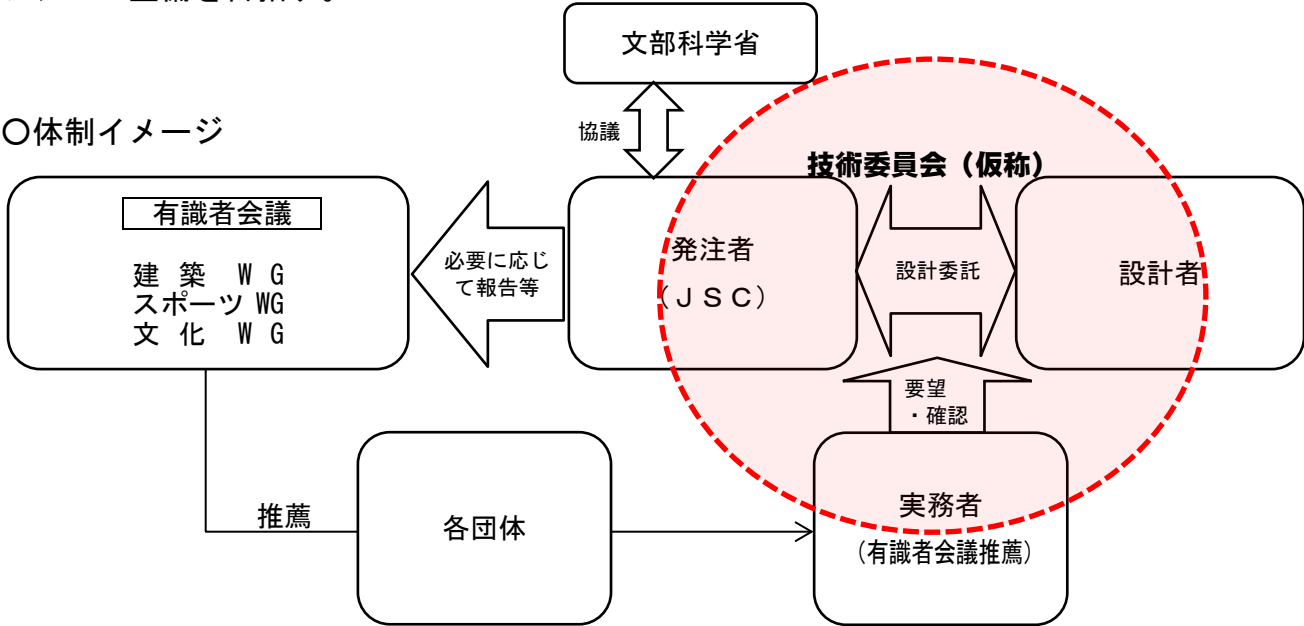 文部科学省
〇体制イメージ
協議
技術委員会（仮称）
有識者会議
建 築 ＷＧ
スポーツ WG
文 化 ＷＧ
必要に応じ
て報告等
発注者
（ＪＳＣ）
設計委託
設計者
要望
・確認
推薦
各団体
実務者
（有識者会議推薦）